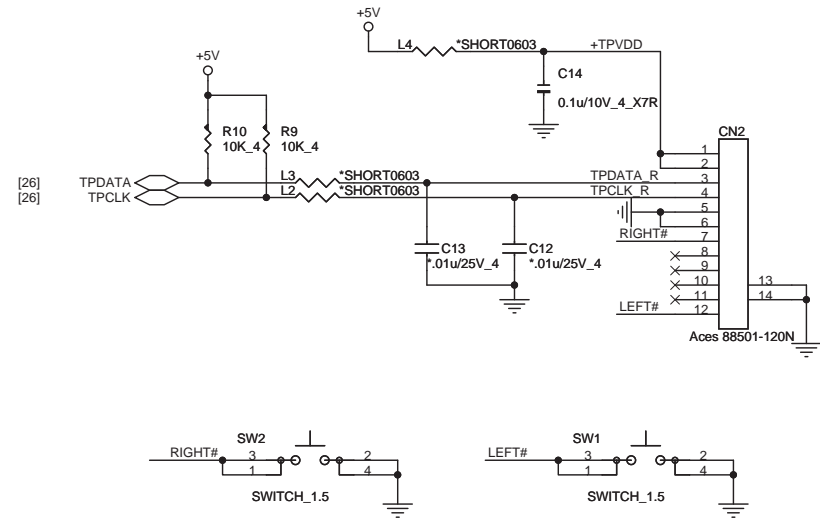 +5V
L4
*SHORT0603
+TPVDD
+5V
C14
0.1u/10V_4_X7R
R10
10K_4
R9
10K_4
CN2
1
2
[26]
TPDATA
L3
*SHORT0603
TPDATA_R
3
[26]
TPCLK
L2
*SHORT0603
TPCLK_R
4
5
6
RIGHT#
7
8
9
10
11
LEFT#
12
13
14
C13
*.01u/25V_4
C12
*.01u/25V_4
Aces 88501-120N
SW2
RIGHT#
3
1
2
4
SWITCH_1.5
SW1
LEFT#
3
1
2
4
SWITCH_1.5